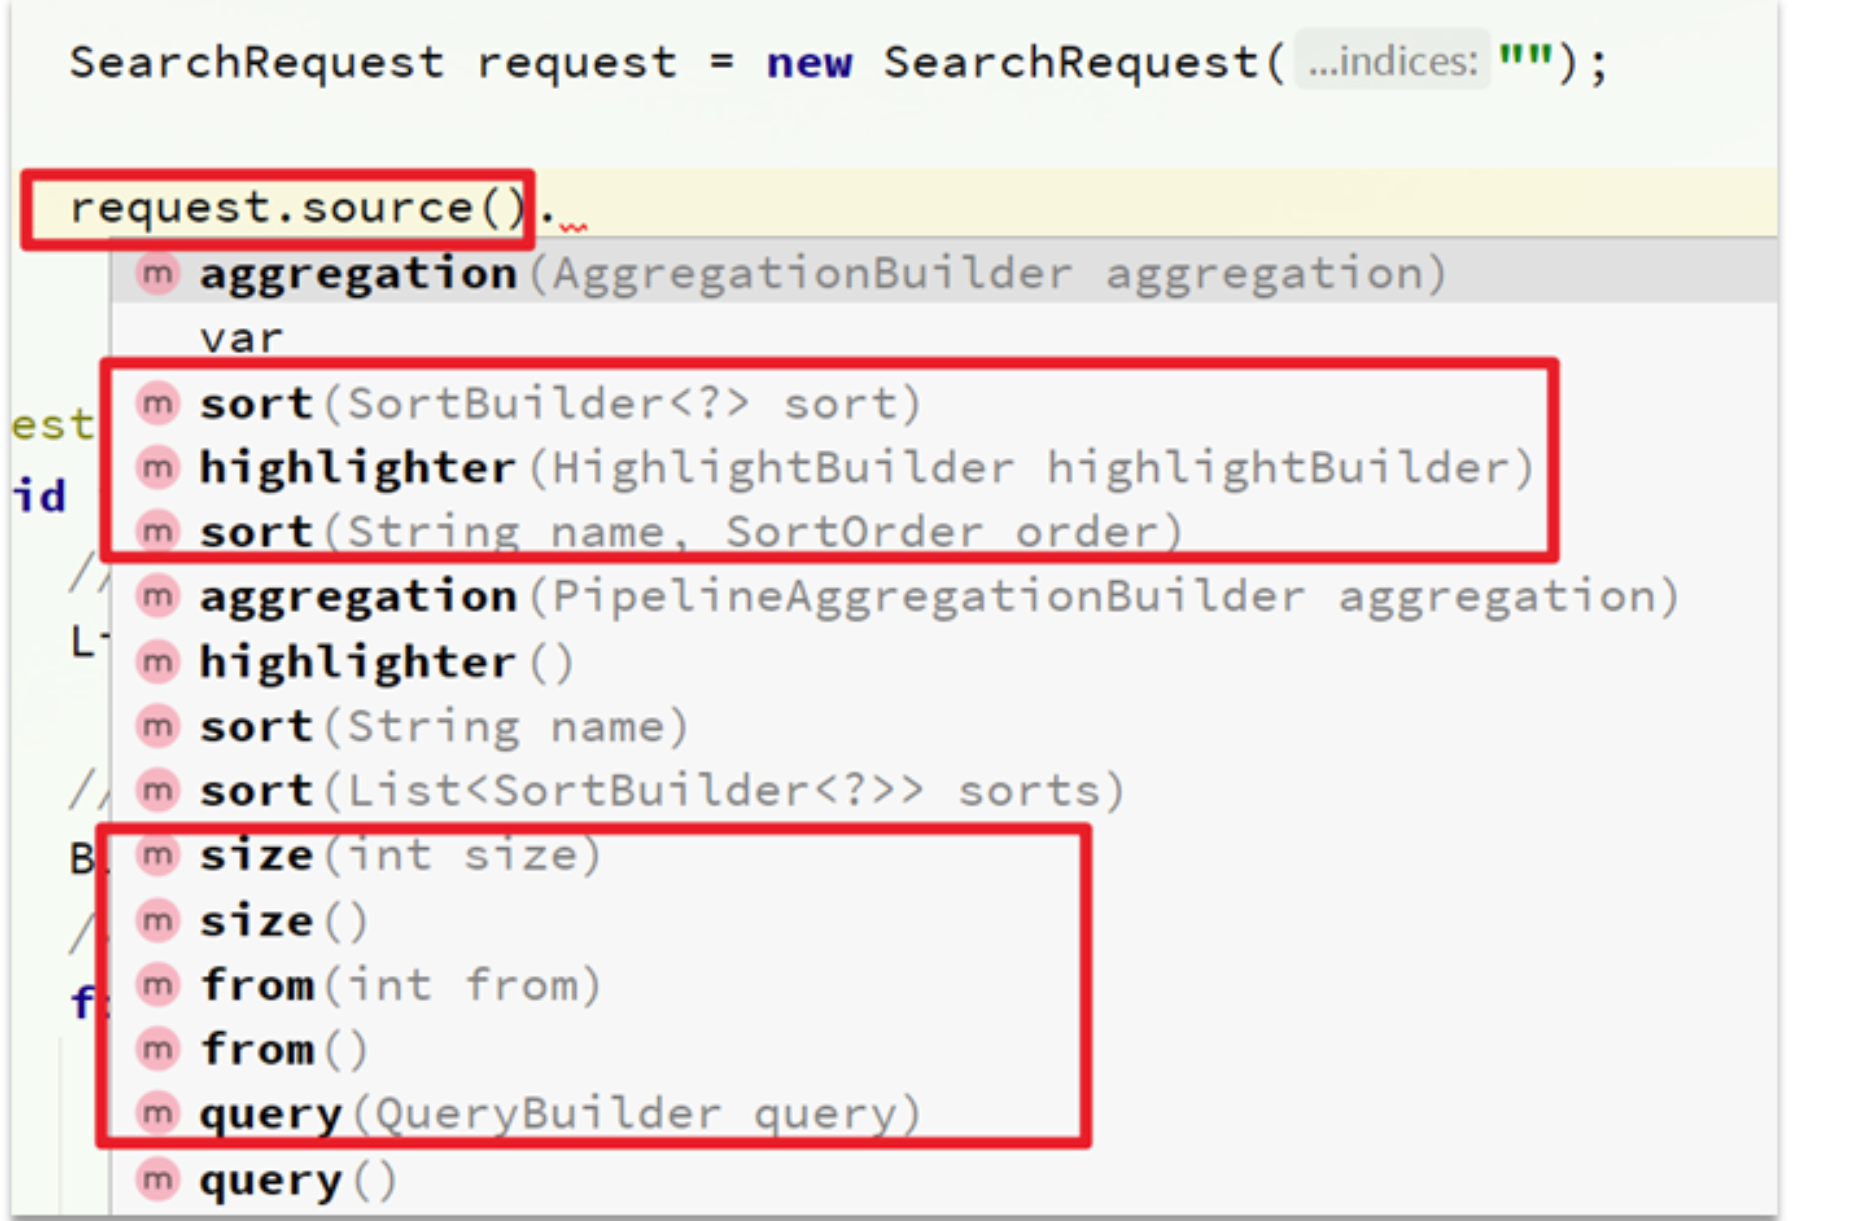 SearchRequest request = new SearchRequest( ...indices: "");
request.source().
m aggregation(AggregationBuilder aggregation)
var
m sort(SortBuilder<?> sort)
est
m highlighter(HighlightBuilder highlightBuilder)
id
m sort(String name, SortOrder order)
//
m aggregation(PipelineAggregationBuilder aggregation)
m highlighter()
m sort(String name)
//
m sort(List<SortBuilder<?>> sorts)
B
m size(int size)
m size()
/
m from(int from)
f
m from()
m query(QueryBuilder query)
m query()